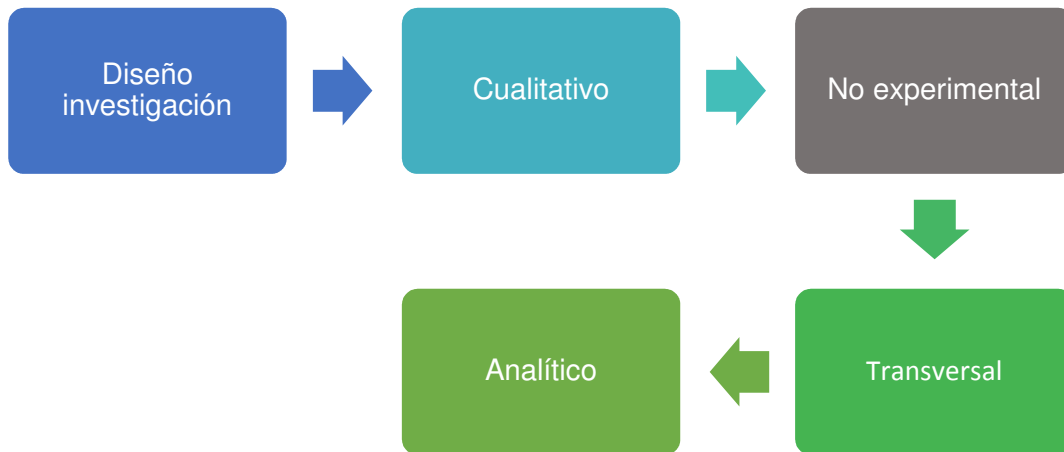 Diseño
investigación
Cualitativo
No experimental
Transversal
Analítico